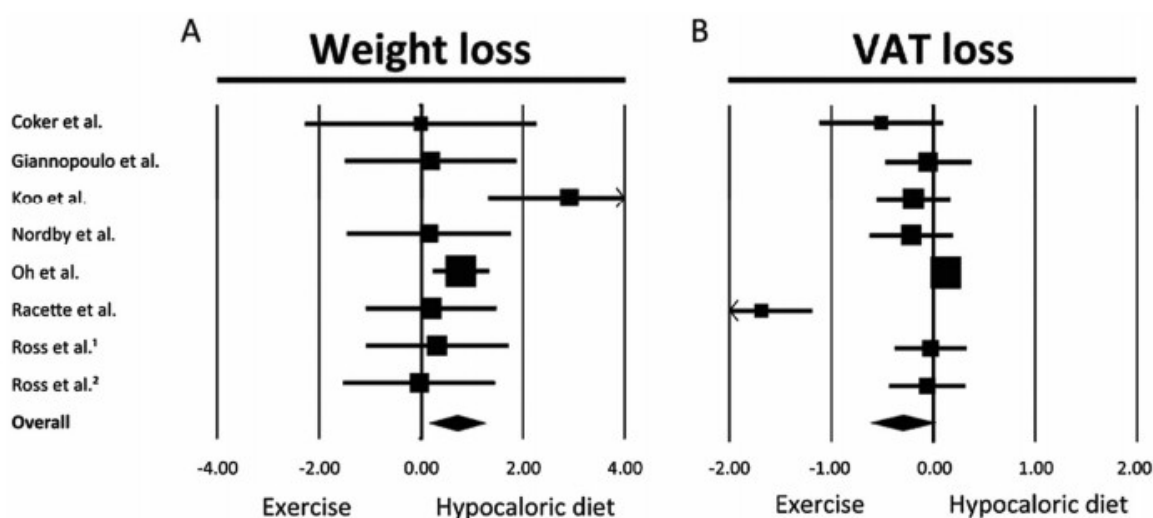 A
Weight loss
B
VAT loss
Coker et al.
Giannopoulo et al.
Koo et al.
Nordby et al.
Oh et al.
Racette et al.
Ross et al.¹
Ross et al.²
Overall
-4.00 -2.00 0.00 2.00 4.00
-2.00 -1.00 0.00 1.00 2.00
Exercise Hypocaloric diet
Exercise Hypocaloric diet